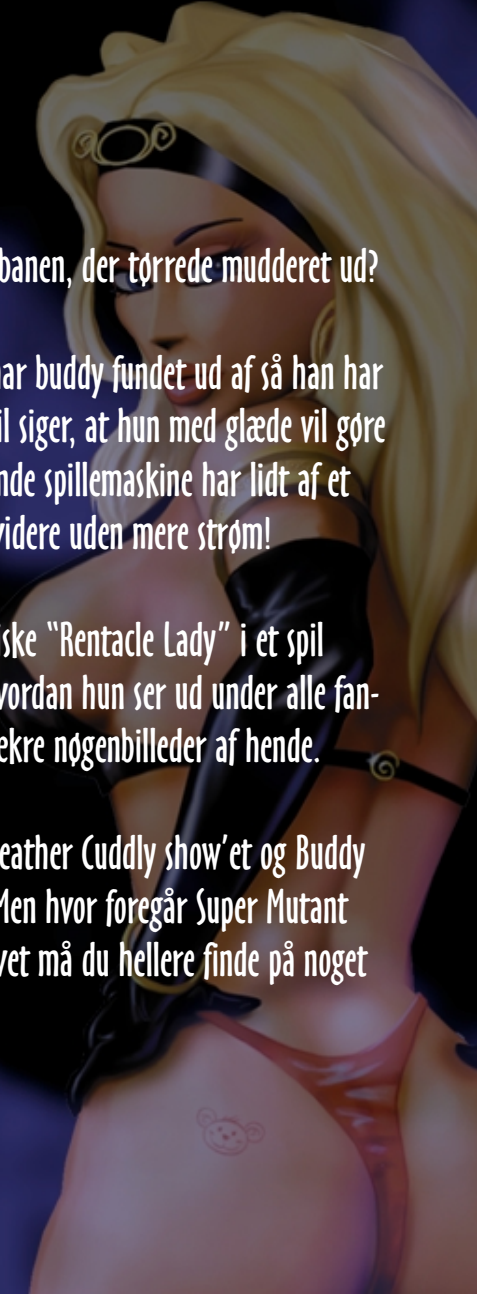 banen, der tørrede mudderet ud?
ar buddy fundet ud af så han har
il siger, at hun med glæde vil gøre
nde spillemaskine har lidt af et
videre uden mere strøm!
iske “Rentacle Lady” i et spil
vordan hun ser ud under alle fan-
ekre nøgenbilleder af hende.
eather Cuddly show'et og Buddy
Men hvor foregår Super Mutant
vet må du hellere finde på noget